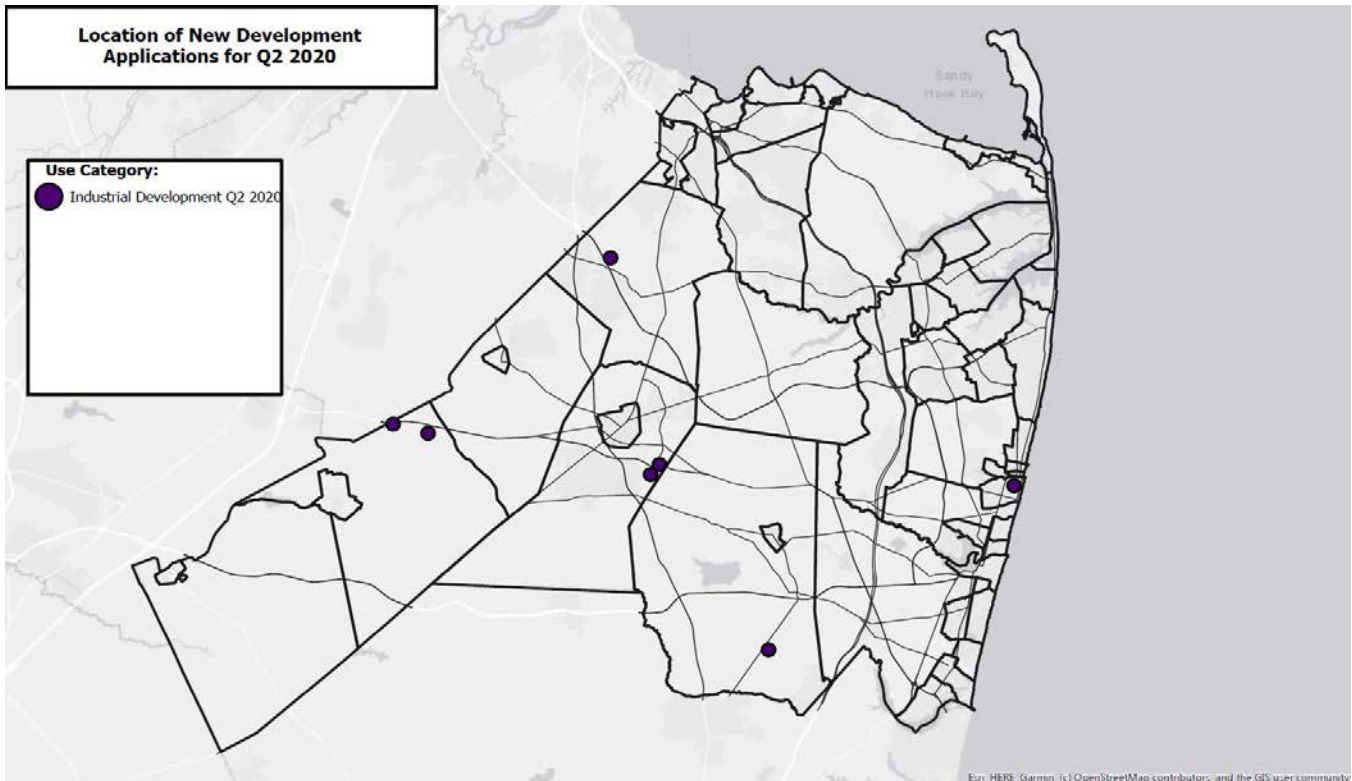 Location of New Development
Applications for Q2 2020
Sandy
Hook Bay
Use Category:
Industrial Development Q2 2020
Esri, HERE, Garmin, (c) OpenStreetMap contributors, and the GIS user community